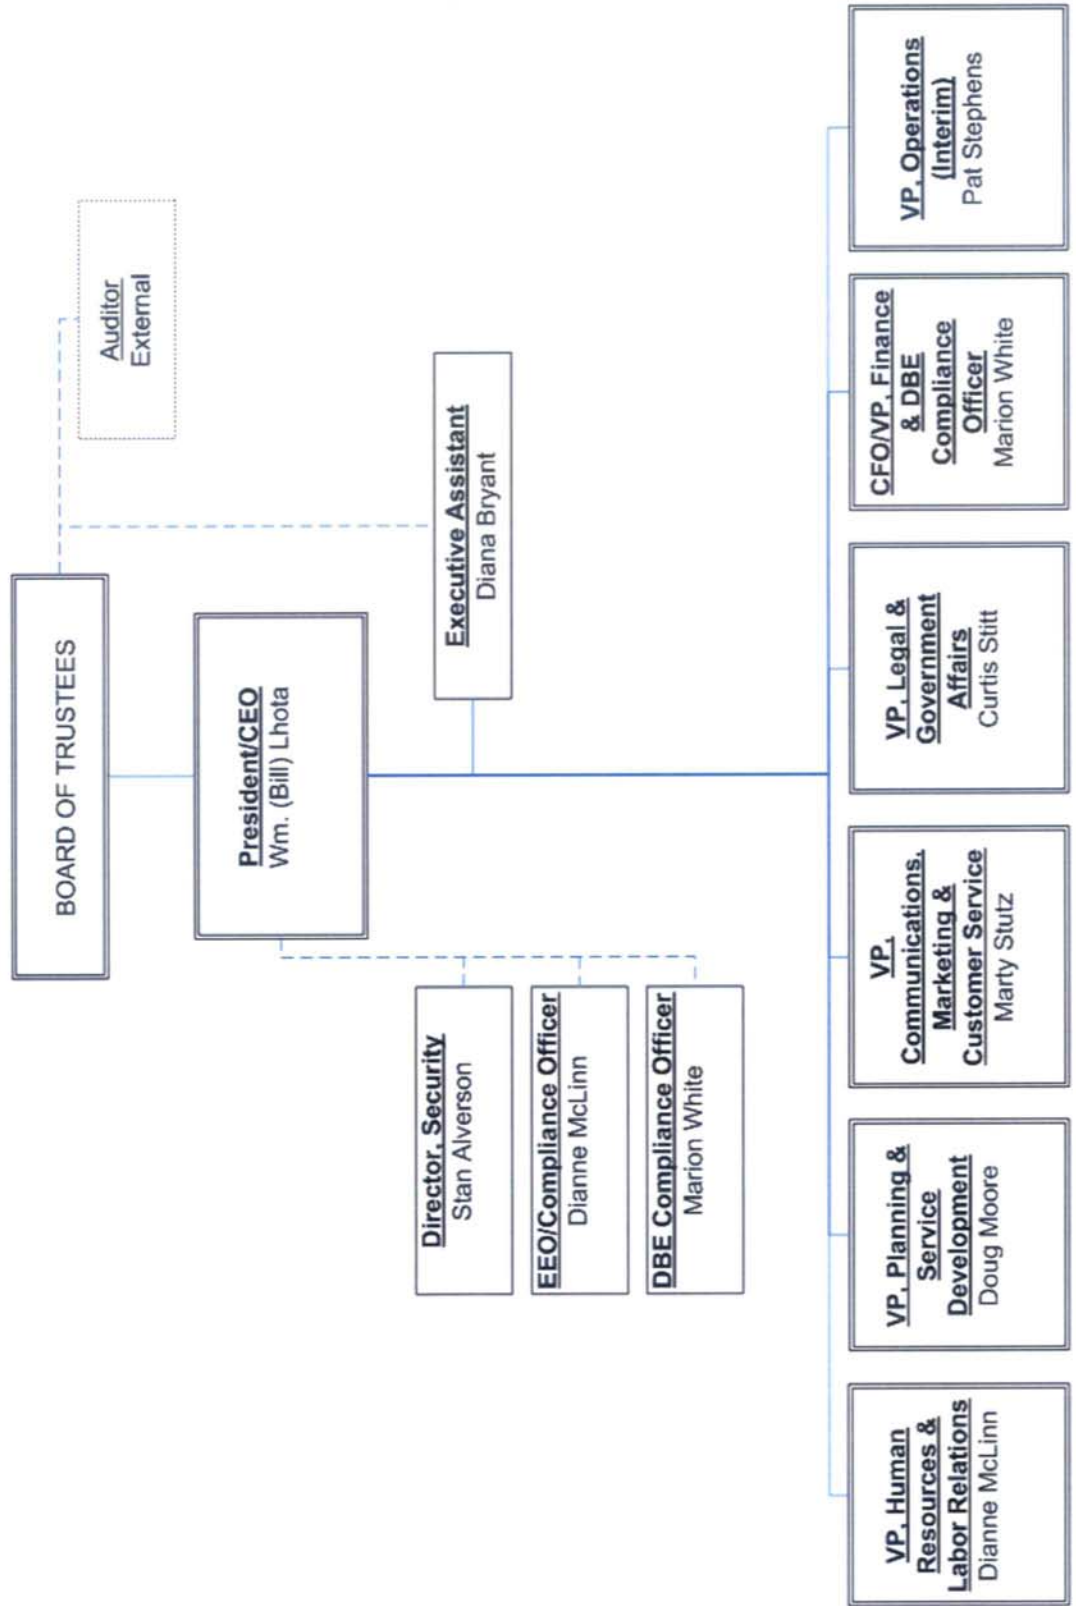 BOARD OF TRUSTEES
Auditor
External
President/CEO
Wm. (Bill) Lhota
Executive Assistant
Diana Bryant
Director, Security
Stan Alverson
EEO/Compliance Officer
Dianne McLinn
DBE Compliance Officer
Marion White
VP, Human
Resources &
Labor Relations
Dianne McLinn
VP, Planning &
Service
Development
Doug Moore
VP,
Communications,
Marketing &
Customer Service
Marty Stutz
VP, Legal &
Government
Affairs
Curtis Stitt
CFO/VP, Finance
& DBE
Compliance
Officer
Marion White
VP, Operations
(Interim)
Pat Stephens